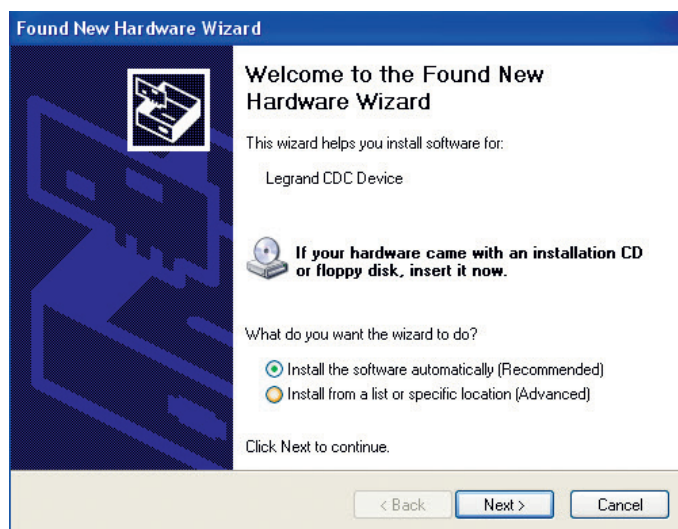 Found New Hardware Wizard
Welcome to the Found New
Hardware Wizard
This wizard helps you install software for:
Legrand CDC Device
If your hardware came with an installation CD
or floppy disk, insert it now.
What do you want the wizard to do?
Install the software automatically (Recommended)
Install from a list or specific location (Advanced)
Click Next to continue.
< Back
Next >
Cancel